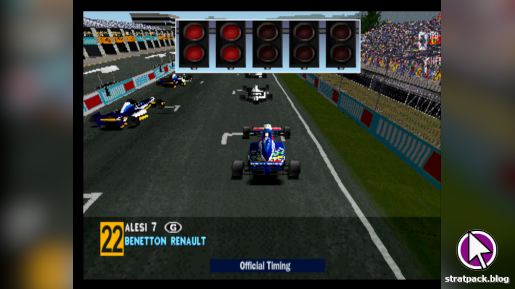 22
ALESI 7 G
BENETTON RENAULT
Official Timing
stratpack.blog